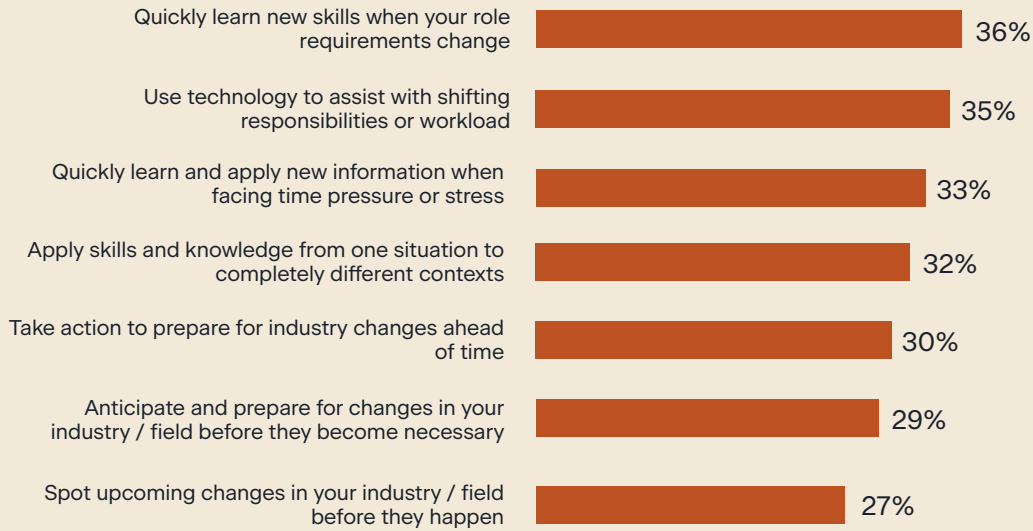 Quickly learn new skills when your role
requirements change
36%
Use technology to assist with shifting
responsibilities or workload
35%
Quickly learn and apply new information when
facing time pressure or stress
33%
Apply skills and knowledge from one situation to
completely different contexts
32%
Take action to prepare for industry changes ahead
of time
30%
Anticipate and prepare for changes in your
industry / field before they become necessary
29%
Spot upcoming changes in your industry / field
before they happen
27%